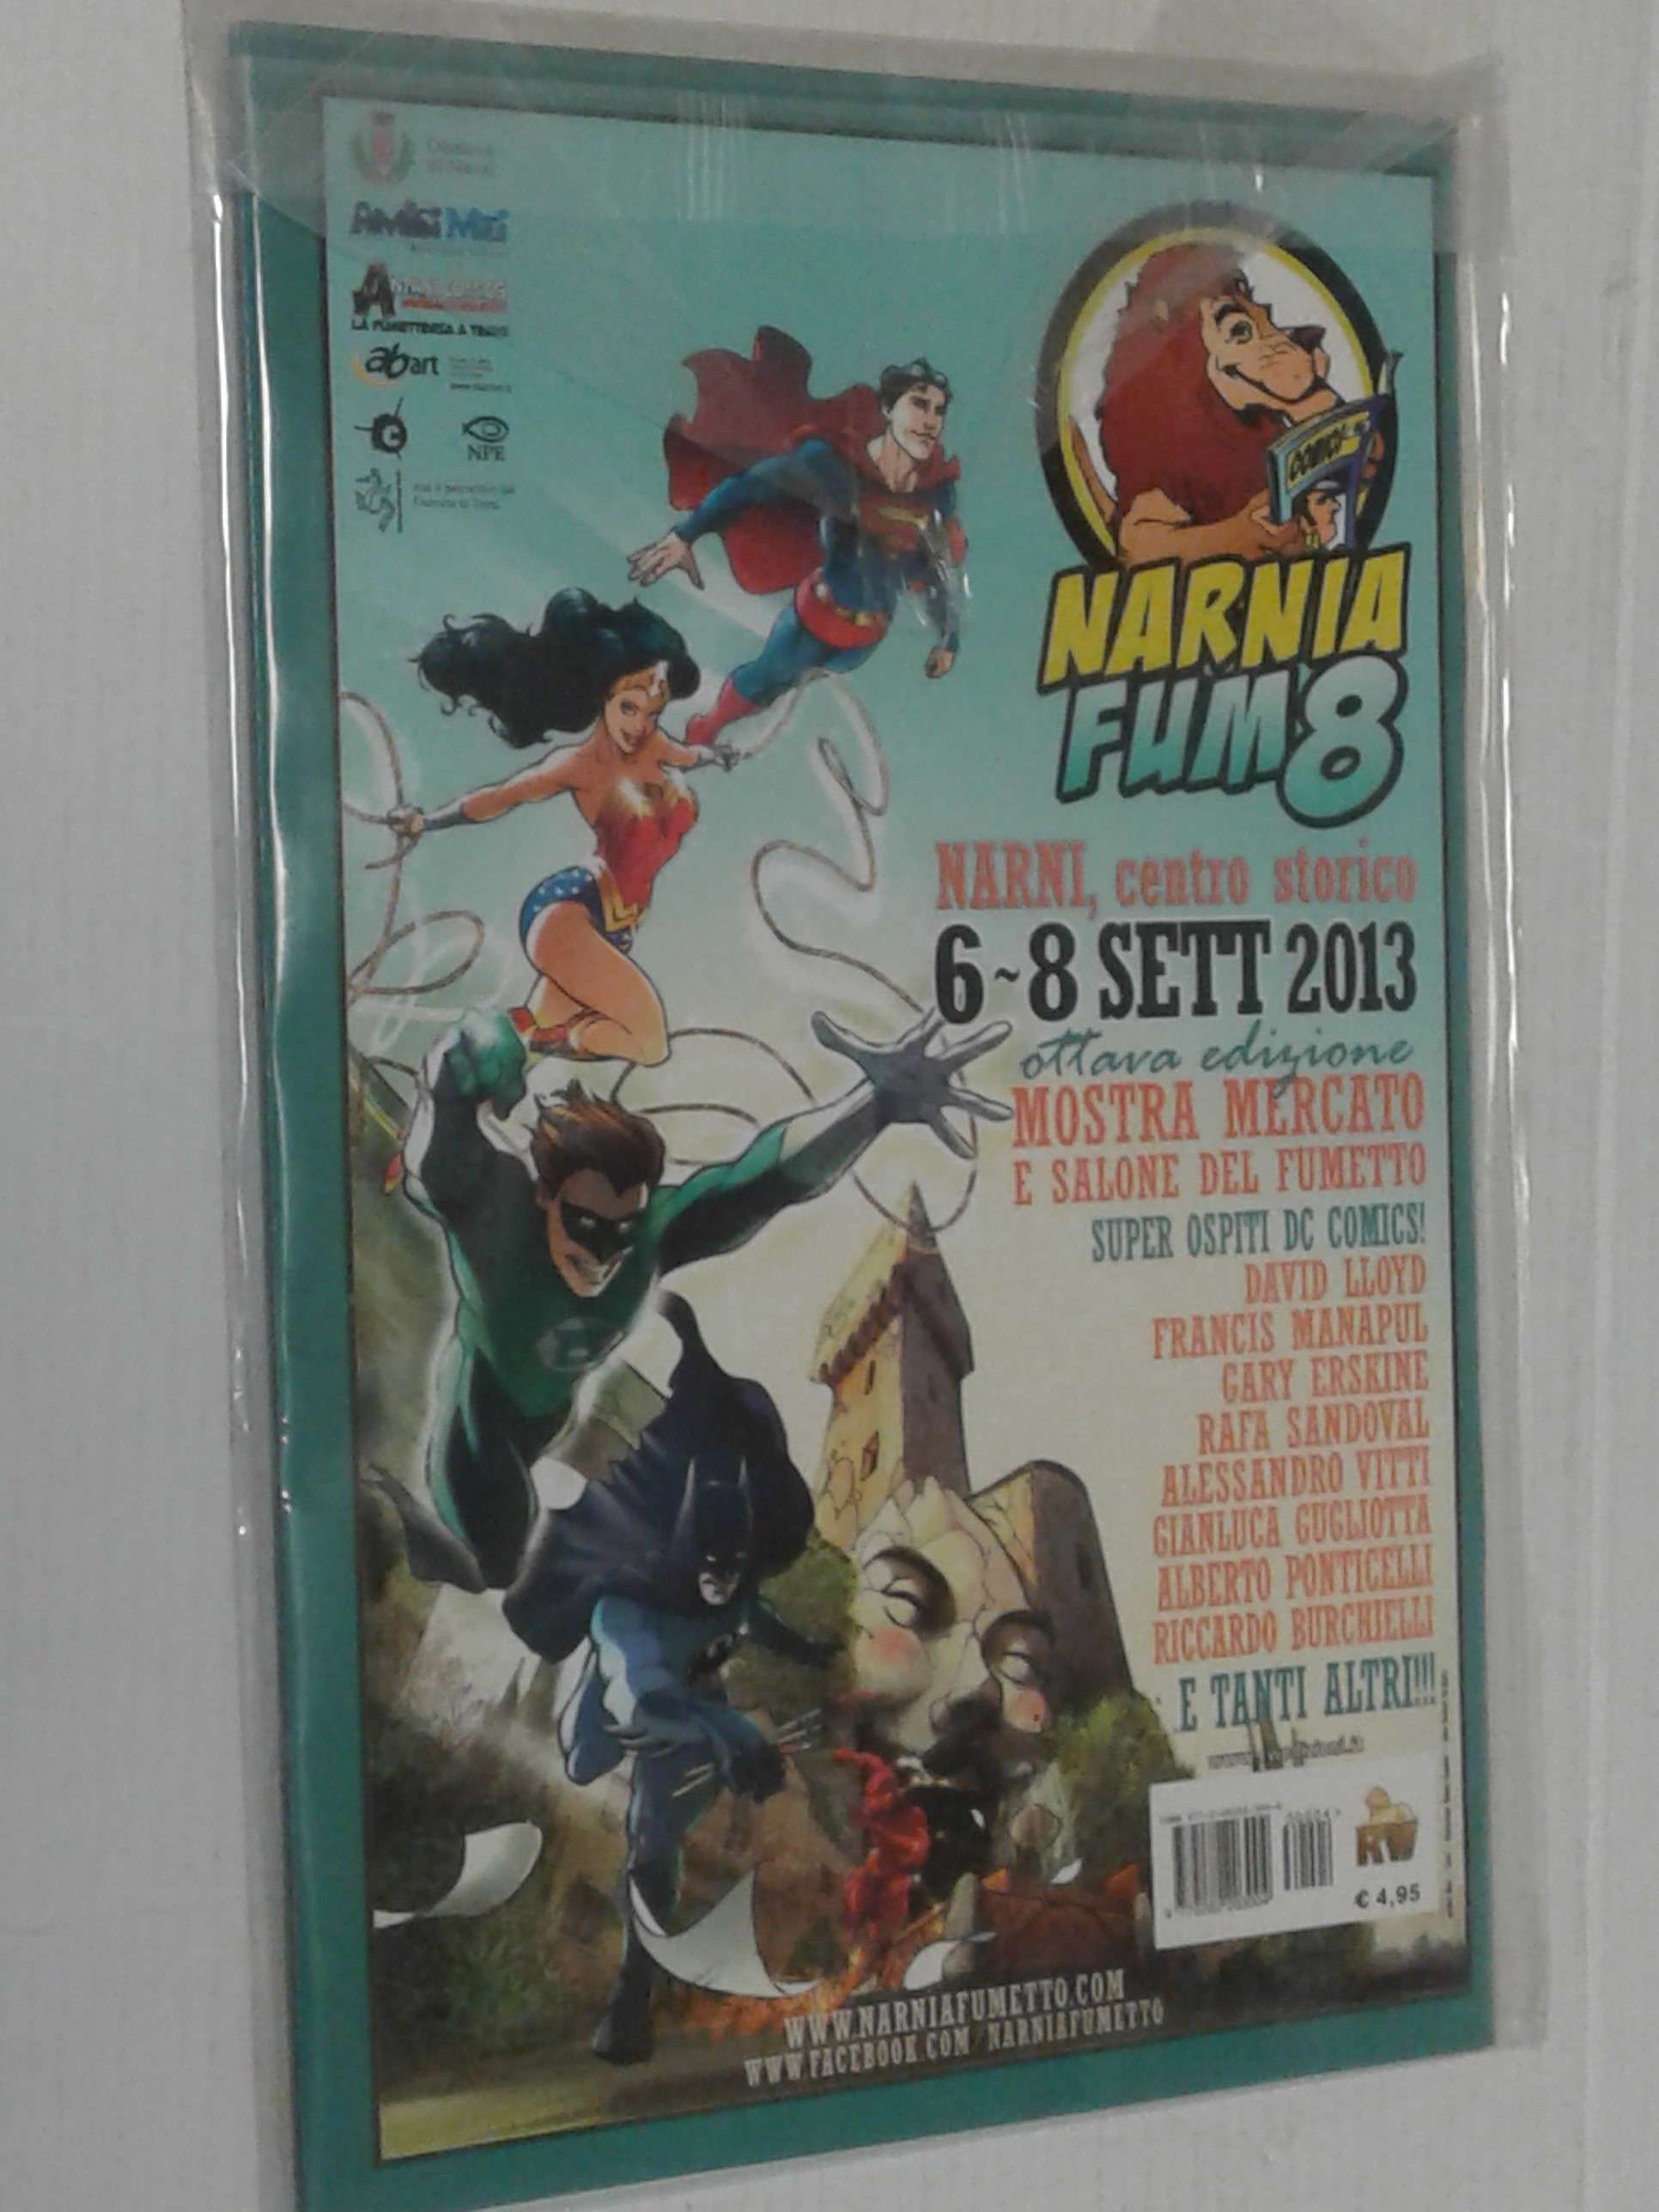 AMICI MIEI
LA FUMETTERIA A TERNI
abart
NPE
COMICS
NARNIA
FUM8
NARNI, centro storico
6~8 SETT 2013
ottava edizione
MOSTRA MERCATO
E SALONE DEL FUMETTO
SUPER OSPITI DC COMICS!
DAVID LLOYD
FRANCIS MANAPUL
GARY ERSKINE
RAFA SANDOVAL
ALESSANDRO VITTI
GIANLUCA GUGLIOTTA
ALBERTO PONTICELLI
RICCARDO BURCHIELLI
E TANTI ALTRI!!!
RW
€ 4,95
WWW.NARNIAFUMETTO.COM
WWW.FACEBOOK.COM/NARNIAFUMETTO